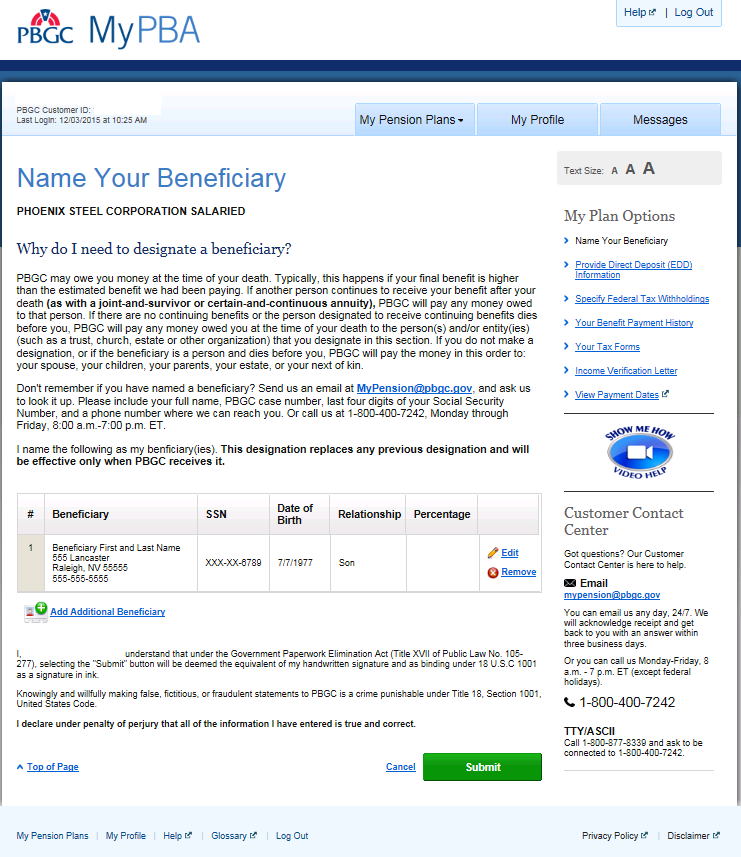 PBGC MyPBA
Help | Log Out
PBGC Customer ID:
Last Login: 12/03/2015 at 10:25 AM
My Pension Plans
My Profile
Messages
Name Your Beneficiary
PHOENIX STEEL CORPORATION SALARIED
Why do I need to designate a beneficiary?
PBGC may owe you money at the time of your death. Typically, this happens if your final benefit is higher
than the estimated benefit we had been paying. If another person continues to receive your benefit after your
death (as with a joint-and-survivor or certain-and-continuous annuity), PBGC will pay any money owed
to that person. If there are no continuing benefits or the person designated to receive continuing benefits dies
before you, PBGC will pay any money owed you at the time of your death to the person(s) and/or entity(ies)
(such as a trust, church, estate or other organization) that you designate in this section. If you do not make a
designation, or if the beneficiary is a person and dies before you, PBGC will pay the money in this order to:
your spouse, your children, your parents, your estate, or your next of kin.
Don't remember if you have named a beneficiary? Send us an email at MyPension@pbgc.gov, and ask us
to look it up. Please include your full name, PBGC case number, last four digits of your Social Security
Number, and a phone number where we can reach you. Or call us at 1-800-400-7242, Monday through
Friday, 8:00 a.m.-7:00 p.m. ET.
I name the following as my benficiary(ies). This designation replaces any previous designation and will
be effective only when PBGC receives it.
# Beneficiary SSN Date of Birth Relationship Percentage
1 Beneficiary First and Last Name
555 Lancaster
Raleigh, NV 55555
555-555-5555
XXX-XX-6789 7/7/1977 Son
Edit
Remove
Add Additional Beneficiary
I, understand that under the Government Paperwork Elimination Act (Title XVII of Public Law No. 105-
277), selecting the "Submit" button will be deemed the equivalent of my handwritten signature and as binding under 18 U.S.C 1001
as a signature in ink.
Knowingly and willfully making false, fictitious, or fraudulent statements to PBGC is a crime punishable under Title 18, Section 1001,
United States Code.
I declare under penalty of perjury that all of the information I have entered is true and correct.
Top of Page
Cancel
Submit
Text Size: A A A
My Plan Options
Name Your Beneficiary
Provide Direct Deposit (EDD)
Information
Specify Federal Tax Withholdings
Your Benefit Payment History
Your Tax Forms
Income Verification Letter
View Payment Dates
SHOW ME HOW
VIDEO HELP
Customer Contact
Center
Got questions? Our Customer
Contact Center is here to help.
Email
mypension@pbgc.gov
You can email us any day, 24/7. We
will acknowledge receipt and get
back to you with an answer within
three business days.
Or you can call us Monday-Friday, 8
a.m. - 7 p.m. ET (except federal
holidays).
1-800-400-7242
TTY/ASCII
Call 1-800-877-8339 and ask to be
connected to 1-800-400-7242.
My Pension Plans | My Profile | Help | Glossary | Log Out
Privacy Policy | Disclaimer